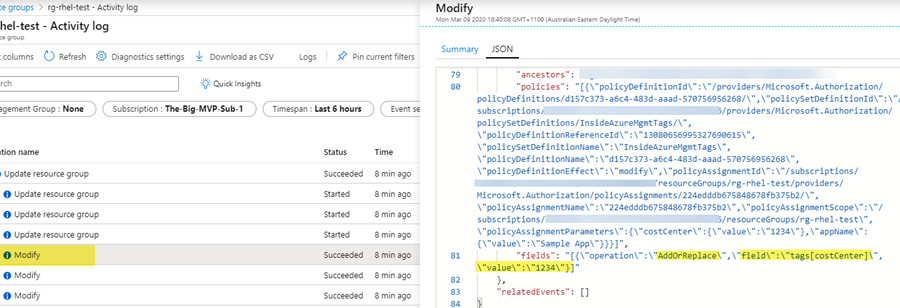 ce groups > rg-rhel-test - Activity log
hel-test - Activity log
ce group
columns Refresh Diagnostics settings Download as CSV Logs Pin current filters
rch Quick Insights
agement Group : None Subscription : The-Big-MVP-Sub-1 Timespan : Last 6 hours Event se
ation name Status Time
Update resource group Succeeded 8 min ago
Update resource group Started 8 min ago
Update resource group Started 8 min ago
Update resource group Started 8 min ago
Modify Succeeded 8 min ago
Modify Succeeded 8 min ago
Modify Succeeded 8 min ago
Modify
Mon Mar 09 2020 18:40:08 GMT+1100 (Australian Eastern Daylight Time)
Summary JSON
79 "ancestors":
80 "policies": "[{\"policyDefinitionId\":\"/providers/Microsoft.Authorization/
policyDefinitions/d157c373-a6c4-483d-aaad-570756956268/\",\"policySetDefinitionId\":\"/
subscriptions/ 6/providers/Microsoft.Authorization/
policySetDefinitions/InsideAzureMgmtTags/\",
\"policyDefinitionReferenceId\":\"13080656995327690615\",
\"policySetDefinitionName\":\"InsideAzureMgmtTags\",
\"policyDefinitionName\":\"d157c373-a6c4-483d-aaad-570756956268\",
\"policyDefinitionEffect\":\"modify\",\"policyAssignmentId\":\"/subscriptions/
/resourceGroups/rg-rhel-test/providers/
Microsoft.Authorization/policyAssignments/224edddb675848678fb375b2/\",
\"policyAssignmentName\":\"224edddb675848678fb375b2\",\"policyAssignmentScope\":\"/
subscriptions/ 6/resourceGroups/rg-rhel-test\",
\"policyAssignmentParameters\":{\"costCenter\":{\"value\":\"1234\"},\"appName\":
{\"value\":\"Sample App\"}}}]",
81 "fields": "[{\"operation\":\"AddOrReplace\",\"field\":\"tags[costCenter]\",
\"value\":\"1234\"}]"
82 },
83 "relatedEvents": []
84 }